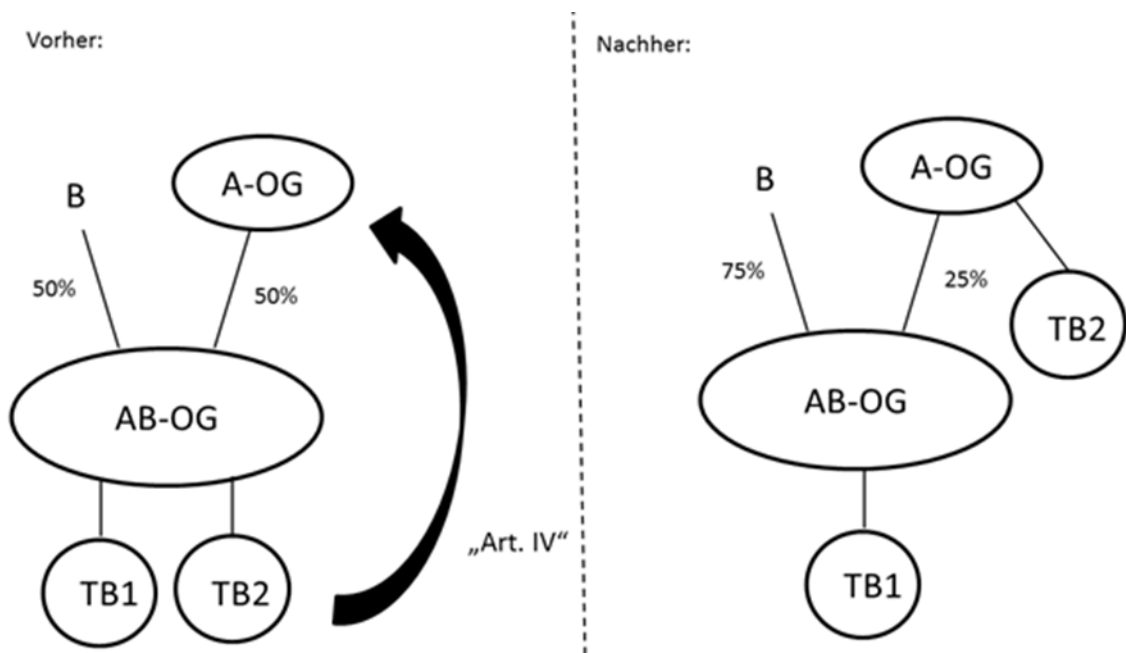 Vorher:
A-OG
B
50%
50%
AB-OG
TB1
TB2
„Art. IV“
Nachher:
A-OG
B
75%
25%
TB2
AB-OG
TB1